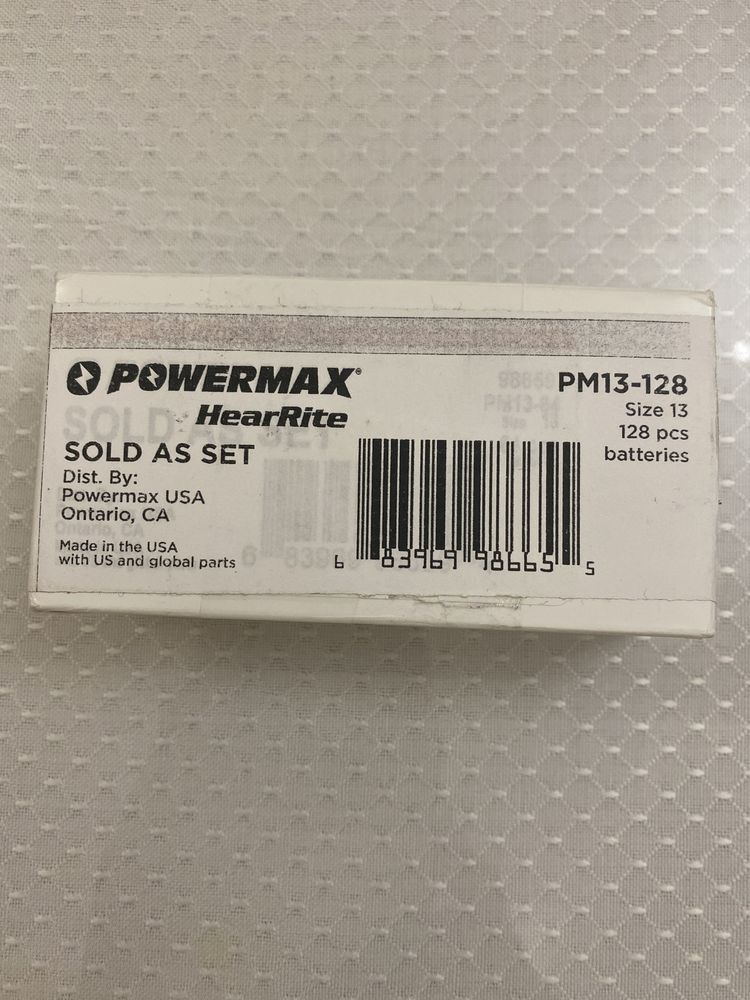 POWERMAX®
HearRite
SOLD AS SET
Dist. By:
Powermax USA
Ontario, CA
Made in the USA
with US and global parts
PM13-128
Size 13
128 pcs
batteries
6 83969 98665 5